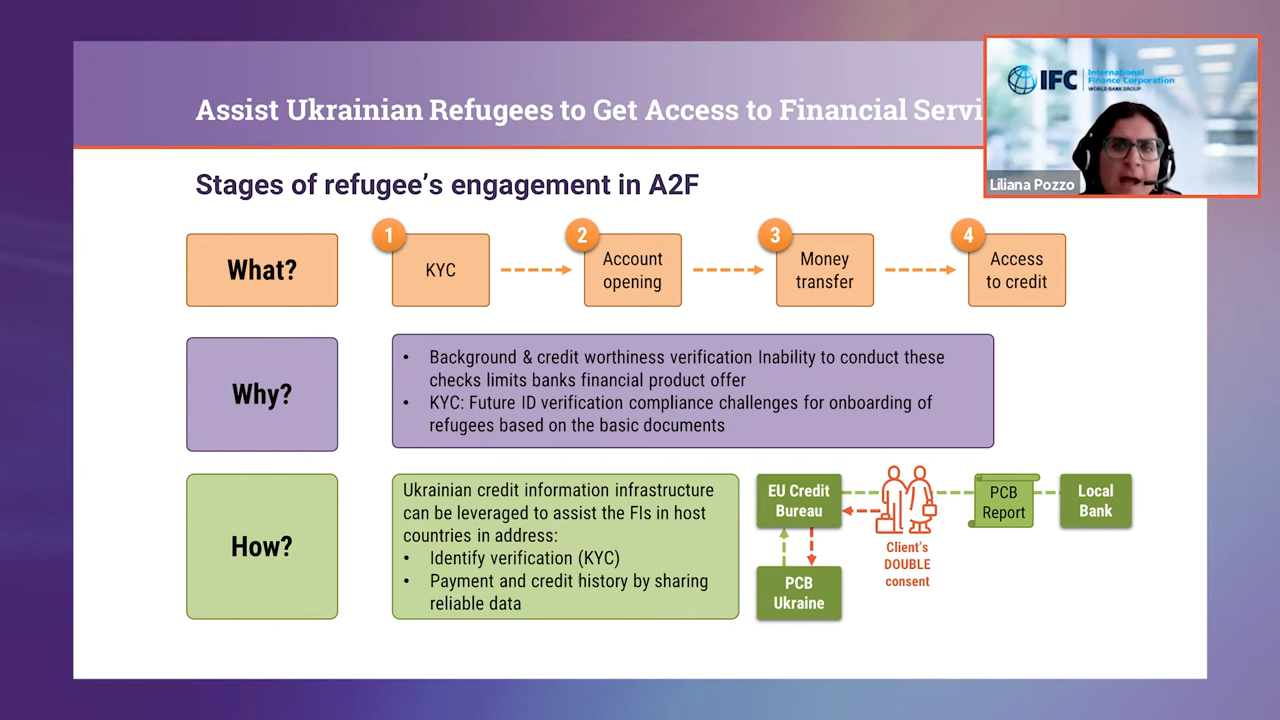 Assist Ukrainian Refugees to Get Access to Financial Servi
IFC
International
Finance Corporation
WORLD BANK GROUP
Liliana Pozzo
Stages of refugee’s engagement in A2F
What?
1
KYC
2
Account
opening
3
Money
transfer
4
Access
to credit
Why?
• Background & credit worthiness verification Inability to conduct these
checks limits banks financial product offer
• KYC: Future ID verification compliance challenges for onboarding of
refugees based on the basic documents
How?
Ukrainian credit information infrastructure
can be leveraged to assist the FIs in host
countries in address:
• Identify verification (KYC)
• Payment and credit history by sharing
reliable data
EU Credit
Bureau
PCB
Ukraine
Client’s
DOUBLE
consent
PCB
Report
Local
Bank